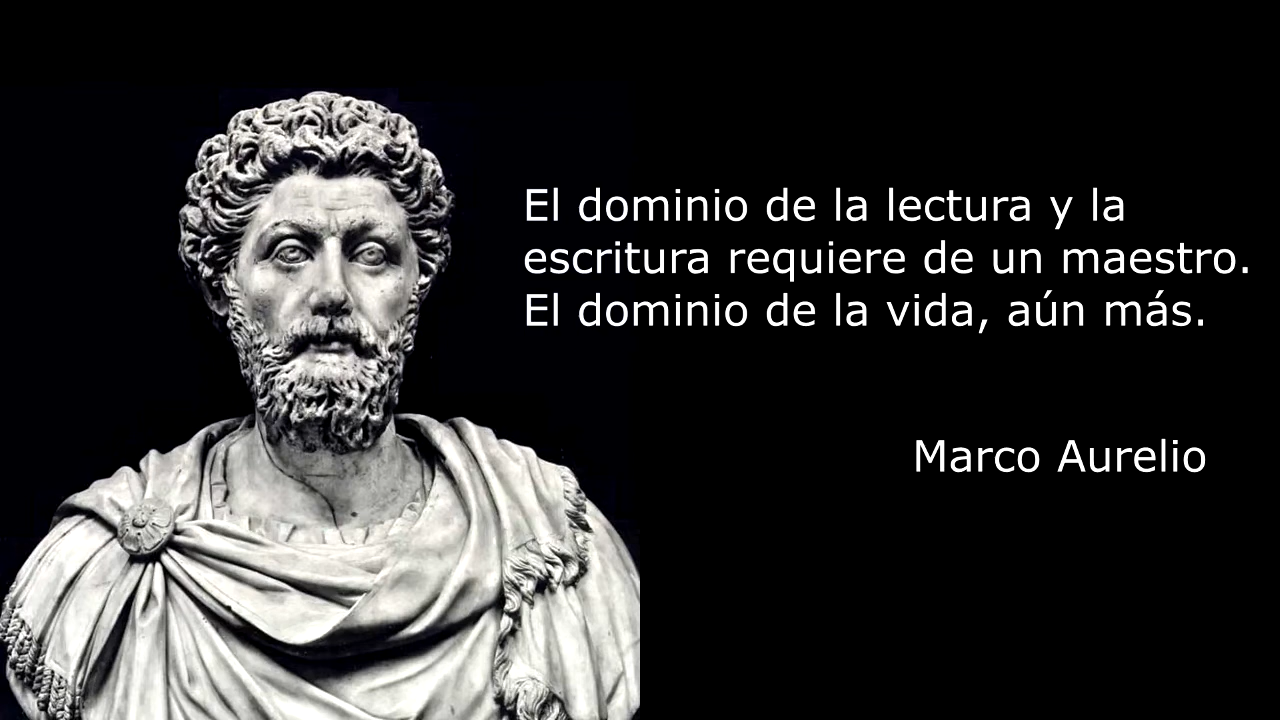 El dominio de la lectura y la
escritura requiere de un maestro.
El dominio de la vida, aún más.
Marco Aurelio